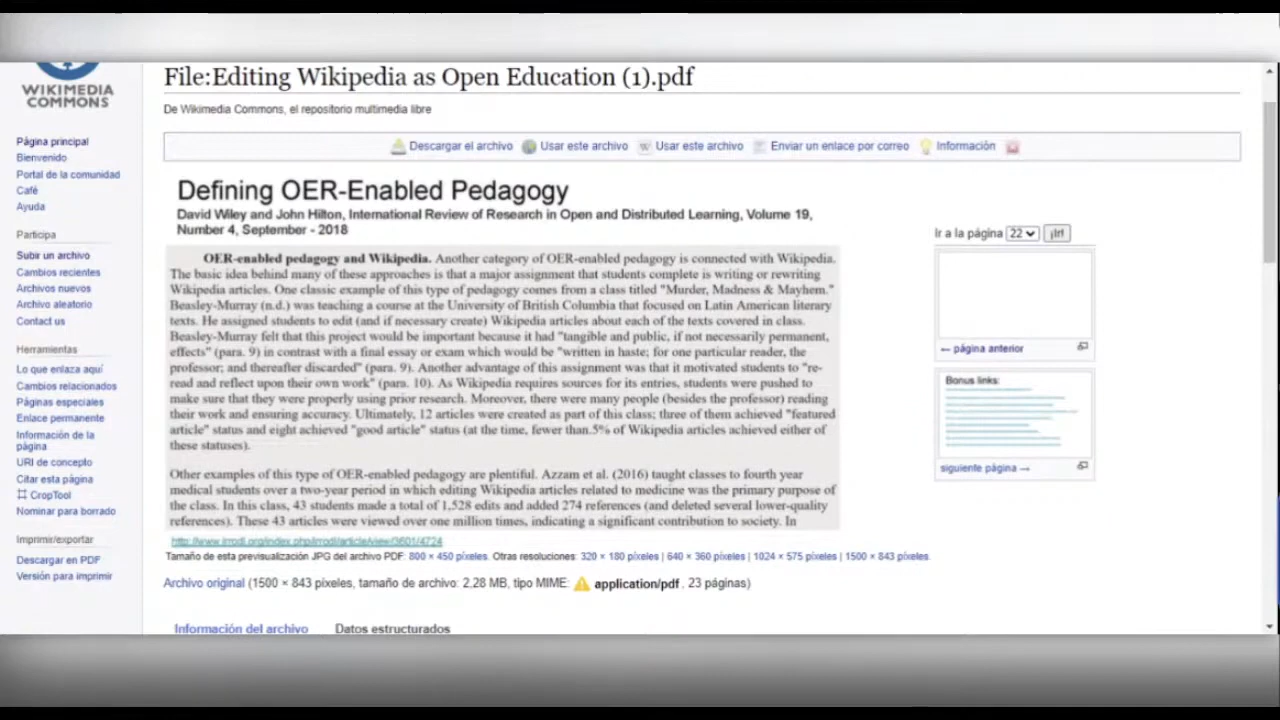 WIKIMEDIA
COMMONS
Página principal
Bienvenido
Portal de la comunidad
Café
Ayuda
Participa
Subir un archivo
Cambios recientes
Archivos nuevos
Archivo aleatorio
Contact us
Herramientas
Lo que enlaza aquí
Cambios relacionados
Páginas especiales
Enlace permanente
Información de la
página
URI de concepto
Citar esta página
CropTool
Nominar para borrado
Imprimir/exportar
Descargar en PDF
Versión para imprimir
File:Editing Wikipedia as Open Education (1).pdf
De Wikimedia Commons, el repositorio multimedia libre
Descargar el archivo Usar este archivo Usar este archivo Enviar un enlace por correo Información
Defining OER-Enabled Pedagogy
David Wiley and John Hilton, International Review of Research in Open and Distributed Learning, Volume 19,
Number 4, September - 2018
OER-enabled pedagogy and Wikipedia. Another category of OER-enabled pedagogy is connected with Wikipedia.
The basic idea behind many of these approaches is that a major assignment that students complete is writing or rewriting
Wikipedia articles. One classic example of this type of pedagogy comes from a class titled "Murder, Madness & Mayhem."
Beasley-Murray (n.d.) was teaching a course at the University of British Columbia that focused on Latin American literary
texts. He assigned students to edit (and if necessary create) Wikipedia articles about each of the texts covered in class.
Beasley-Murray felt that this project would be important because it had "tangible and public, if not necessarily permanent,
effects" (para. 9) in contrast with a final essay or exam which would be "written in haste; for one particular reader, the
professor; and thereafter discarded" (para. 9). Another advantage of this assignment was that it motivated students to "re-
read and reflect upon their own work" (para. 10). As Wikipedia requires sources for its entries, students were pushed to
make sure that they were properly using prior research. Moreover, there were many people (besides the professor) reading
their work and ensuring accuracy. Ultimately, 12 articles were created as part of this class; three of them achieved "featured
article" status and eight achieved "good article" status (at the time, fewer than.5% of Wikipedia articles achieved either of
these statuses).
Other examples of this type of OER-enabled pedagogy are plentiful. Azzam et al. (2016) taught classes to fourth year
medical students over a two-year period in which editing Wikipedia articles related to medicine was the primary purpose of
the class. In this class, 43 students made a total of 1,528 edits and added 274 references (and deleted several lower-quality
references). These 43 articles were viewed over one million times, indicating a significant contribution to society. In
http://www.irrodl.org/index.php/irrodl/article/view/3601/4724
Tamaño de esta previsualización JPG del archivo PDF: 800 × 450 píxeles. Otras resoluciones: 320 × 180 píxeles | 640 × 360 píxeles | 1024 × 575 píxeles | 1500 × 843 píxeles.
Archivo original (1500 × 843 píxeles, tamaño de archivo: 2,28 MB, tipo MIME: application/pdf, 23 páginas)
Información del archivo Datos estructurados
Ir a la página 22 ¡Ir!
← página anterior
Bonus links:
siguiente página →